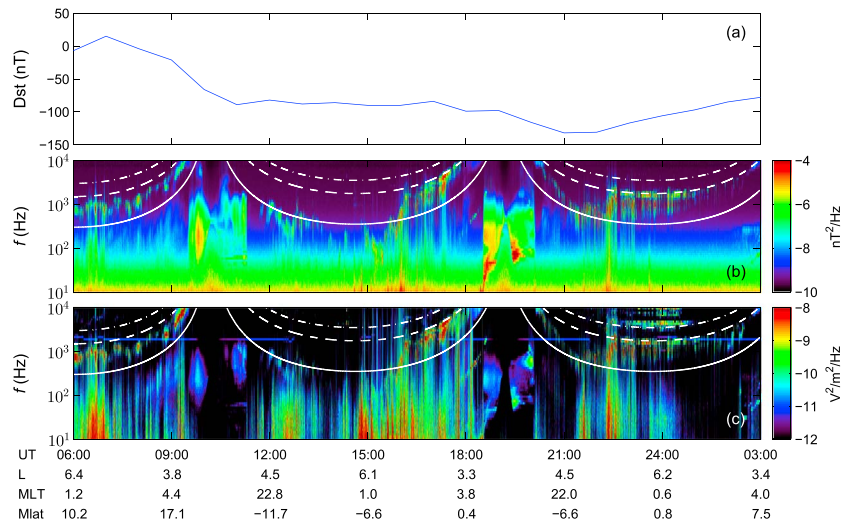 50
0
−50
−100
−150
Dst (nT)
(a)
10⁴
10³
10²
10¹
f (Hz)
(b)
−4
−6
−8
−10
nT²/Hz
10⁴
10³
10²
10¹
f (Hz)
(c)
−8
−9
−10
−11
−12
V²/m²/Hz
UT 06:00 09:00 12:00 15:00 18:00 21:00 24:00 03:00
L 6.4 3.8 4.5 6.1 3.3 4.5 6.2 3.4
MLT 1.2 4.4 22.8 1.0 3.8 22.0 0.6 4.0
Mlat 10.2 17.1 −11.7 −6.6 0.4 −6.6 0.8 7.5